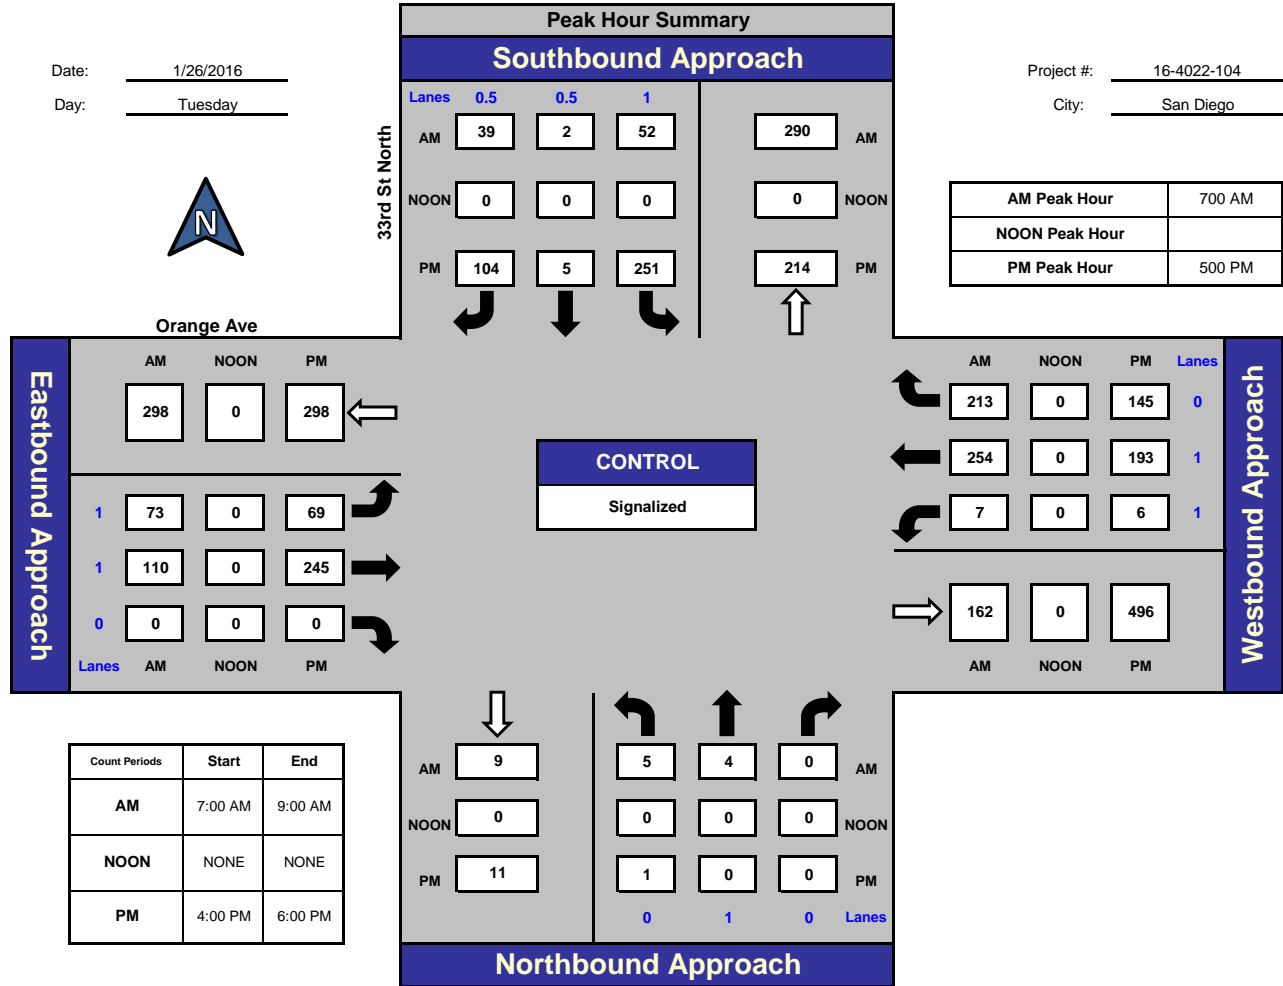 Peak Hour Summary
Southbound Approach
Date: 1/26/2016
Day: Tuesday
Project #: 16-4022-104
City: San Diego
N
33rd St North
Lanes 0.5 0.5 1
AM 39 2 52 290 AM
NOON 0 0 0 0 NOON
PM 104 5 251 214 PM
AM Peak Hour 700 AM
NOON Peak Hour
PM Peak Hour 500 PM
Orange Ave
Eastbound Approach
AM NOON PM
298 0 298
1 73 0 69
1 110 0 245
0 0 0 0
Lanes AM NOON PM
CONTROL
Signalized
AM NOON PM Lanes
213 0 145 0
254 0 193 1
7 0 6 1
162 0 496
AM NOON PM
Westbound Approach
Count Periods Start End
AM 7:00 AM 9:00 AM
NOON NONE NONE
PM 4:00 PM 6:00 PM
AM 9 5 4 0 AM
NOON 0 0 0 0 NOON
PM 11 1 0 0 PM
0 1 0 Lanes
Northbound Approach